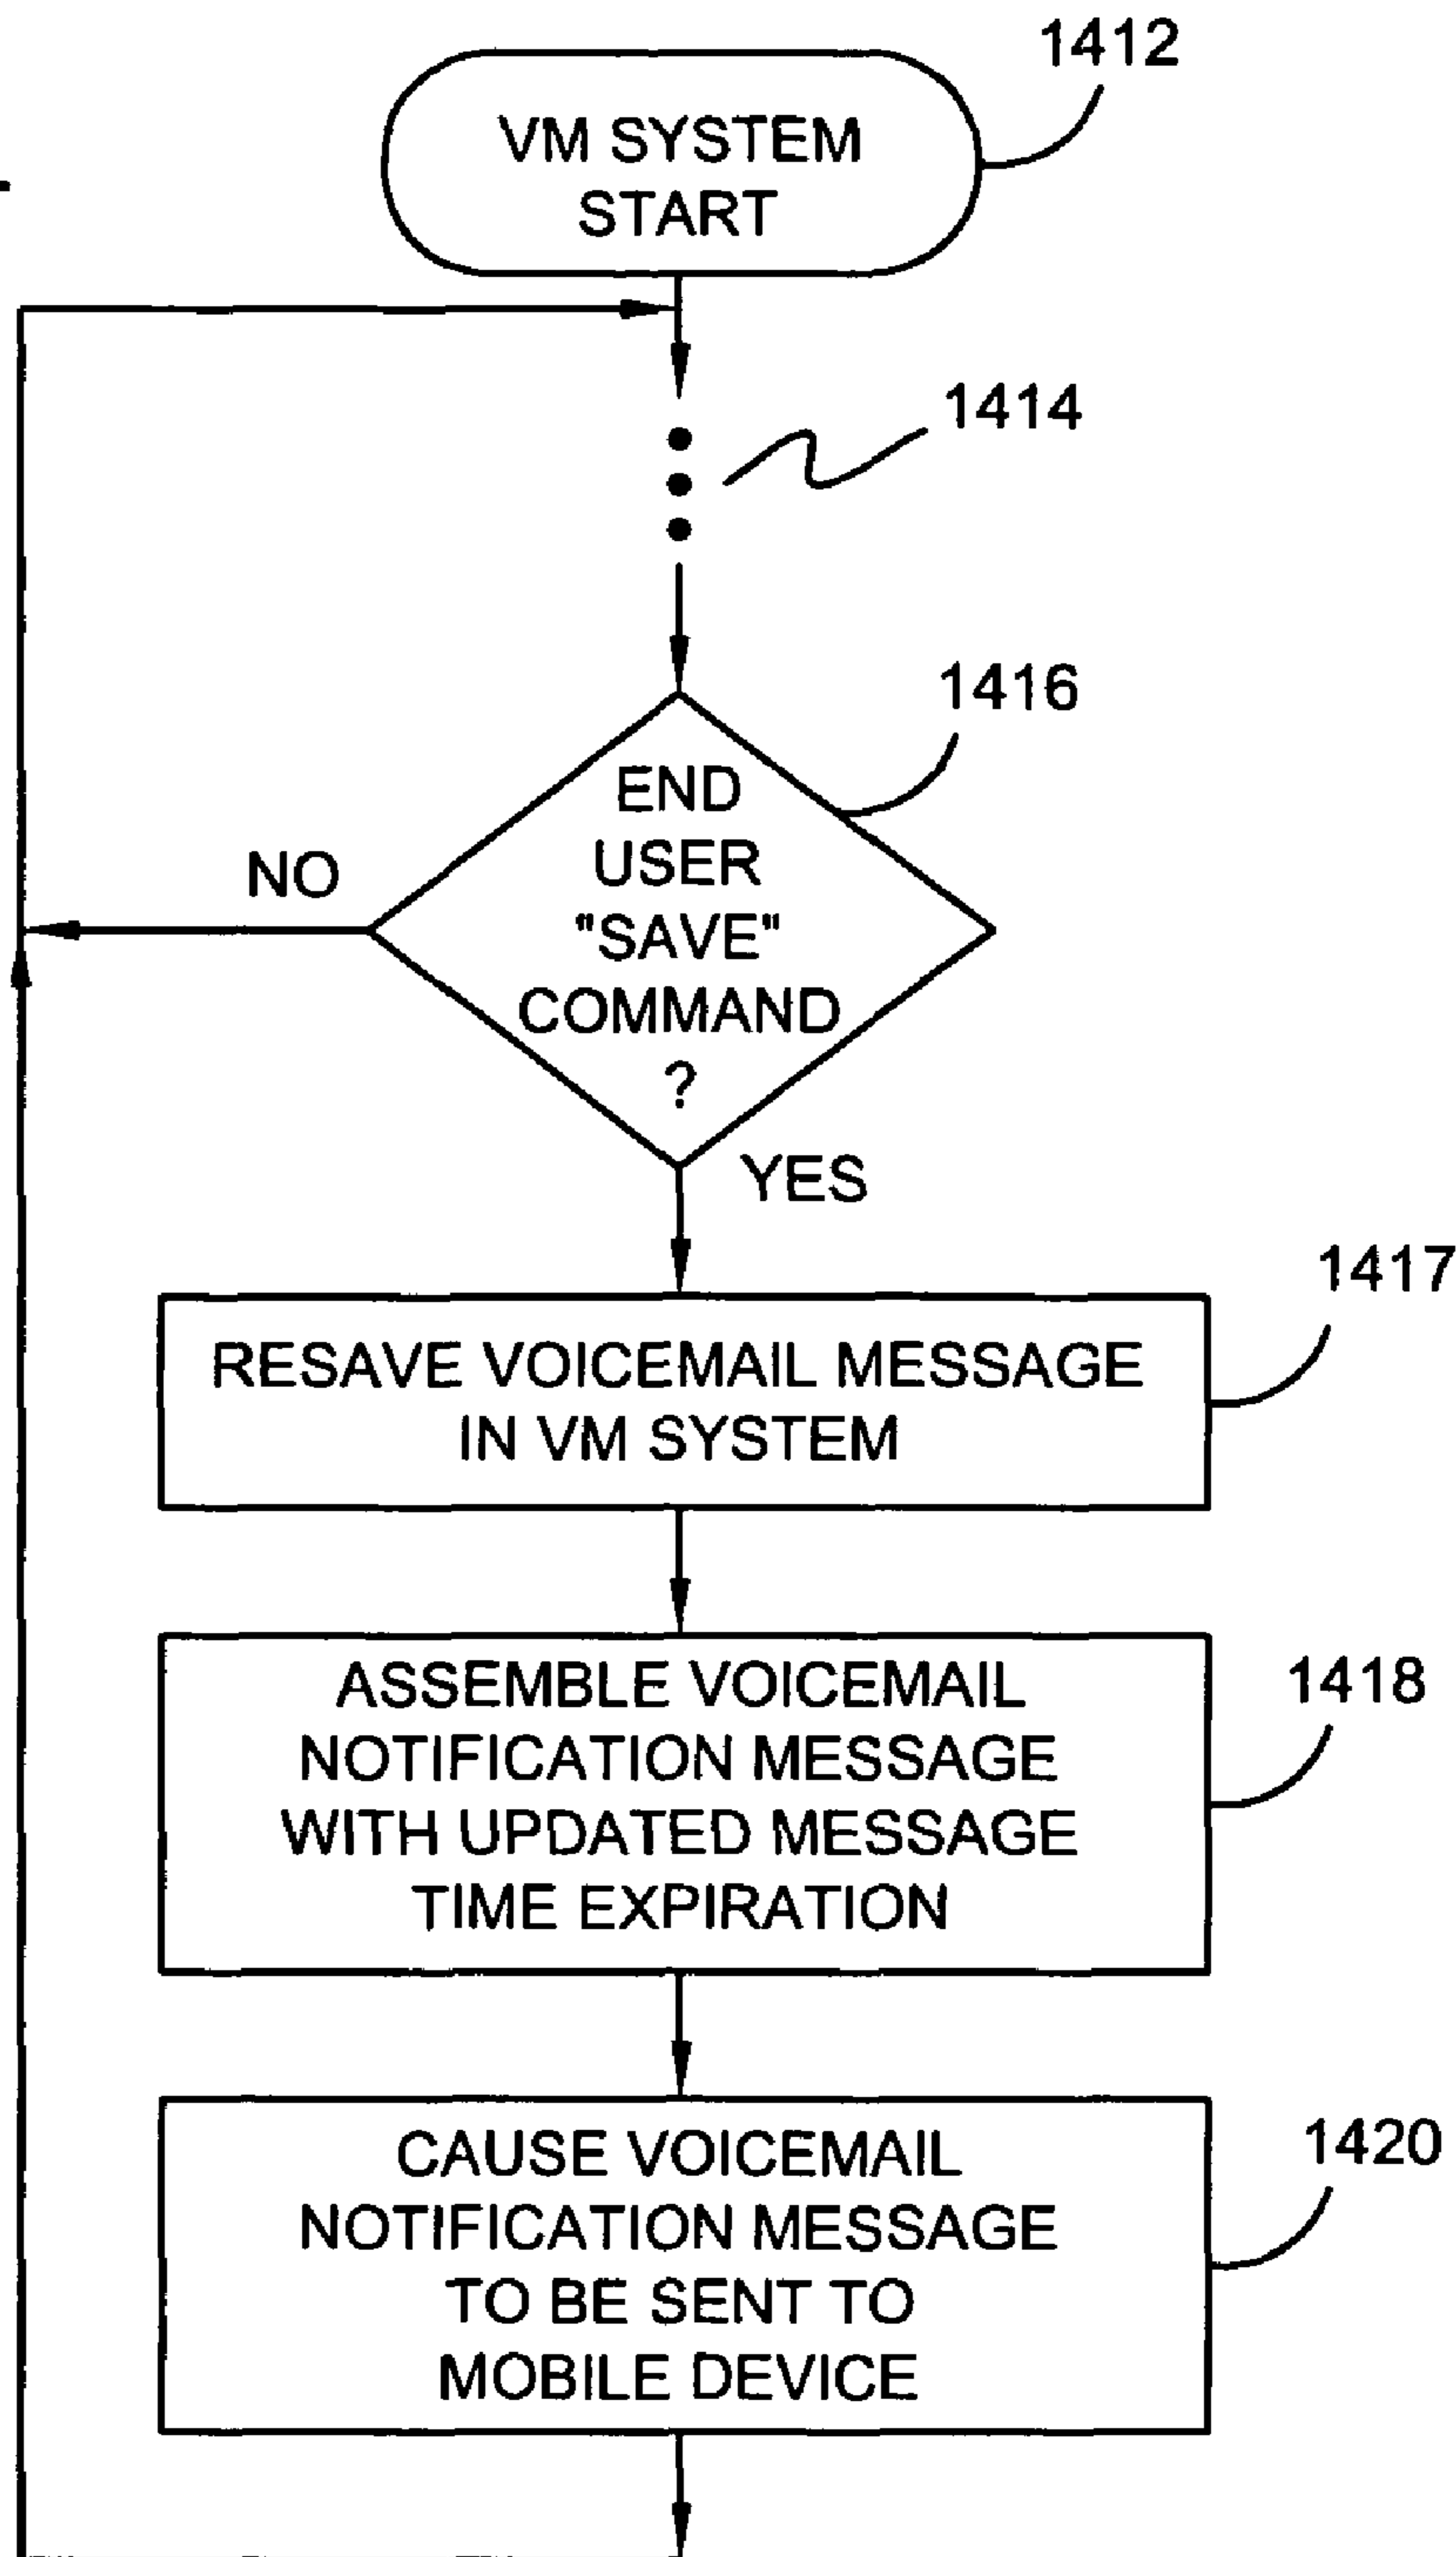 1412
VM SYSTEM
START
1414
1416
END
USER
"SAVE"
COMMAND
?
NO
YES
1417
RESAVE VOICEMAIL MESSAGE
IN VM SYSTEM
1418
ASSEMBLE VOICEMAIL
NOTIFICATION MESSAGE
WITH UPDATED MESSAGE
TIME EXPIRATION
1420
CAUSE VOICEMAIL
NOTIFICATION MESSAGE
TO BE SENT TO
MOBILE DEVICE